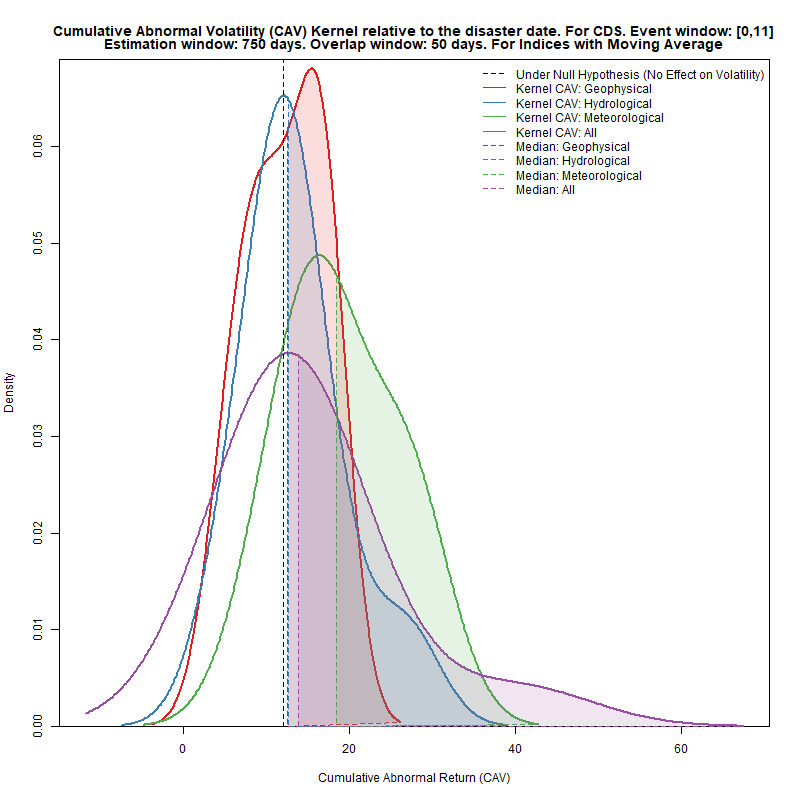 Cumulative Abnormal Volatility (CAV) Kernel relative to the disaster date. For CDS. Event window: [0,11]
Estimation window: 750 days. Overlap window: 50 days. For Indices with Moving Average
Under Null Hypothesis (No Effect on Volatility)
Kernel CAV: Geophysical
Kernel CAV: Hydrological
Kernel CAV: Meteorological
Kernel CAV: All
Median: Geophysical
Median: Hydrological
Median: Meteorological
Median: All
Density
0.06
0.05
0.04
0.03
0.02
0.01
0.00
0
20
40
60
Cumulative Abnormal Return (CAV)